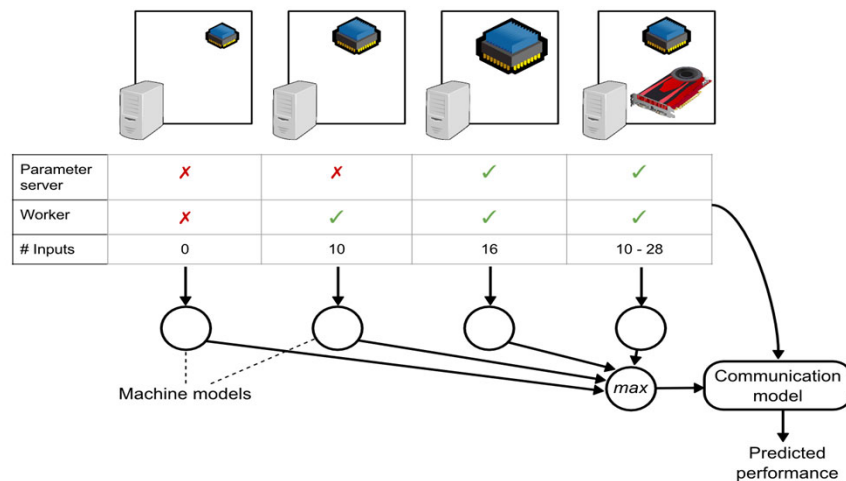 Parameter
server
✗ ✗ ✓ ✓
Worker
✗ ✓ ✓ ✓
# Inputs 0 10 16 10 - 28
Machine models
max
Communication
model
Predicted
performance